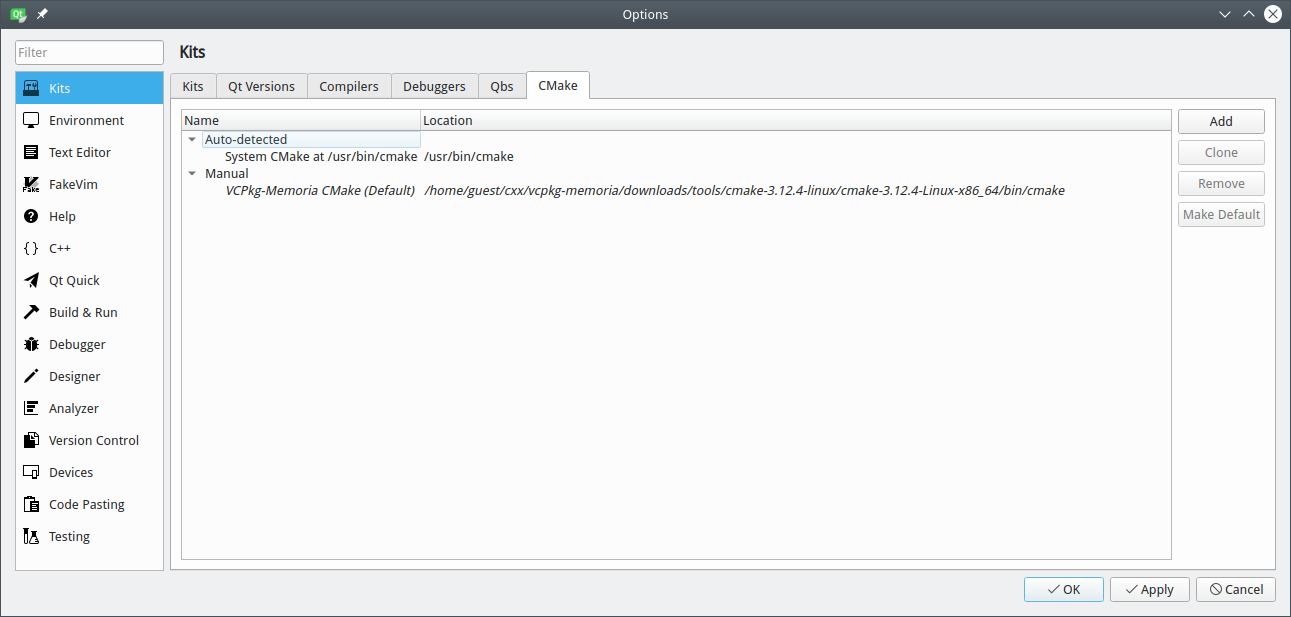 Options
Filter
Kits
Environment
Text Editor
FakeVim
Help
C++
Qt Quick
Build & Run
Debugger
Designer
Analyzer
Version Control
Devices
Code Pasting
Testing
Kits
Kits Qt Versions Compilers Debuggers Qbs CMake
Name Location
Auto-detected
System CMake at /usr/bin/cmake /usr/bin/cmake
Manual
VCPkg-Memoria CMake (Default) /home/guest/cxx/vcpkg-memoria/downloads/tools/cmake-3.12.4-linux/cmake-3.12.4-Linux-x86_64/bin/cmake
Add
Clone
Remove
Make Default
OK Apply Cancel